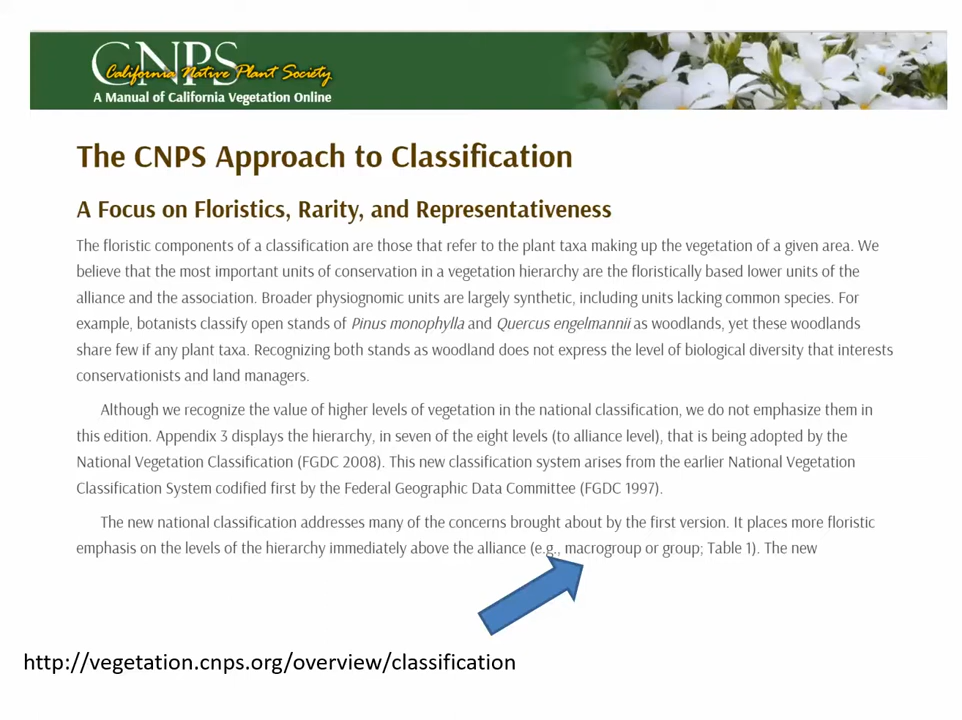 CNPS
California Native Plant Society
A Manual of California Vegetation Online
The CNPS Approach to Classification
A Focus on Floristics, Rarity, and Representativeness
The floristic components of a classification are those that refer to the plant taxa making up the vegetation of a given area. We
believe that the most important units of conservation in a vegetation hierarchy are the floristically based lower units of the
alliance and the association. Broader physiognomic units are largely synthetic, including units lacking common species. For
example, botanists classify open stands of Pinus monophylla and Quercus engelmannii as woodlands, yet these woodlands
share few if any plant taxa. Recognizing both stands as woodland does not express the level of biological diversity that interests
conservationists and land managers.
Although we recognize the value of higher levels of vegetation in the national classification, we do not emphasize them in
this edition. Appendix 3 displays the hierarchy, in seven of the eight levels (to alliance level), that is being adopted by the
National Vegetation Classification (FGDC 2008). This new classification system arises from the earlier National Vegetation
Classification System codified first by the Federal Geographic Data Committee (FGDC 1997).
The new national classification addresses many of the concerns brought about by the first version. It places more floristic
emphasis on the levels of the hierarchy immediately above the alliance (e.g., macrogroup or group; Table 1). The new
http://vegetation.cnps.org/overview/classification